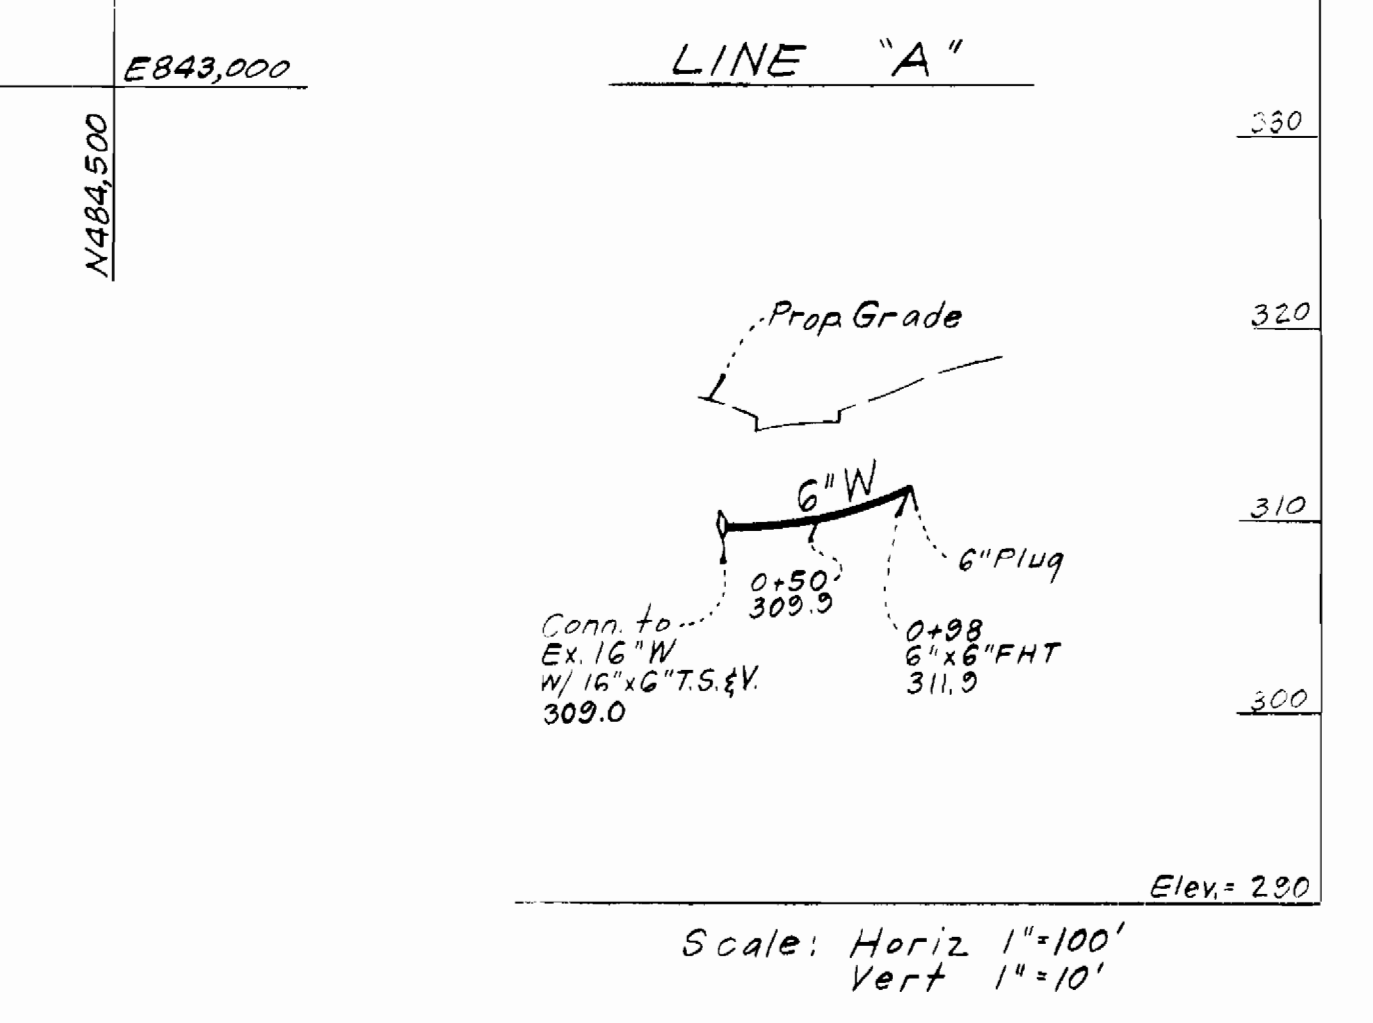 E843,000
N484,500
LINE "A"
330
320
310
300
Elev. = 290
Prop. Grade
6"W
6"Plug
0+50
309.9
Conn. to
Ex. 16"W
W/ 16"x6"T.S.&V.
309.0
0+98
6"x6"FHT
311.9
Scale: Horiz 1"=100'
Vert 1"=10'